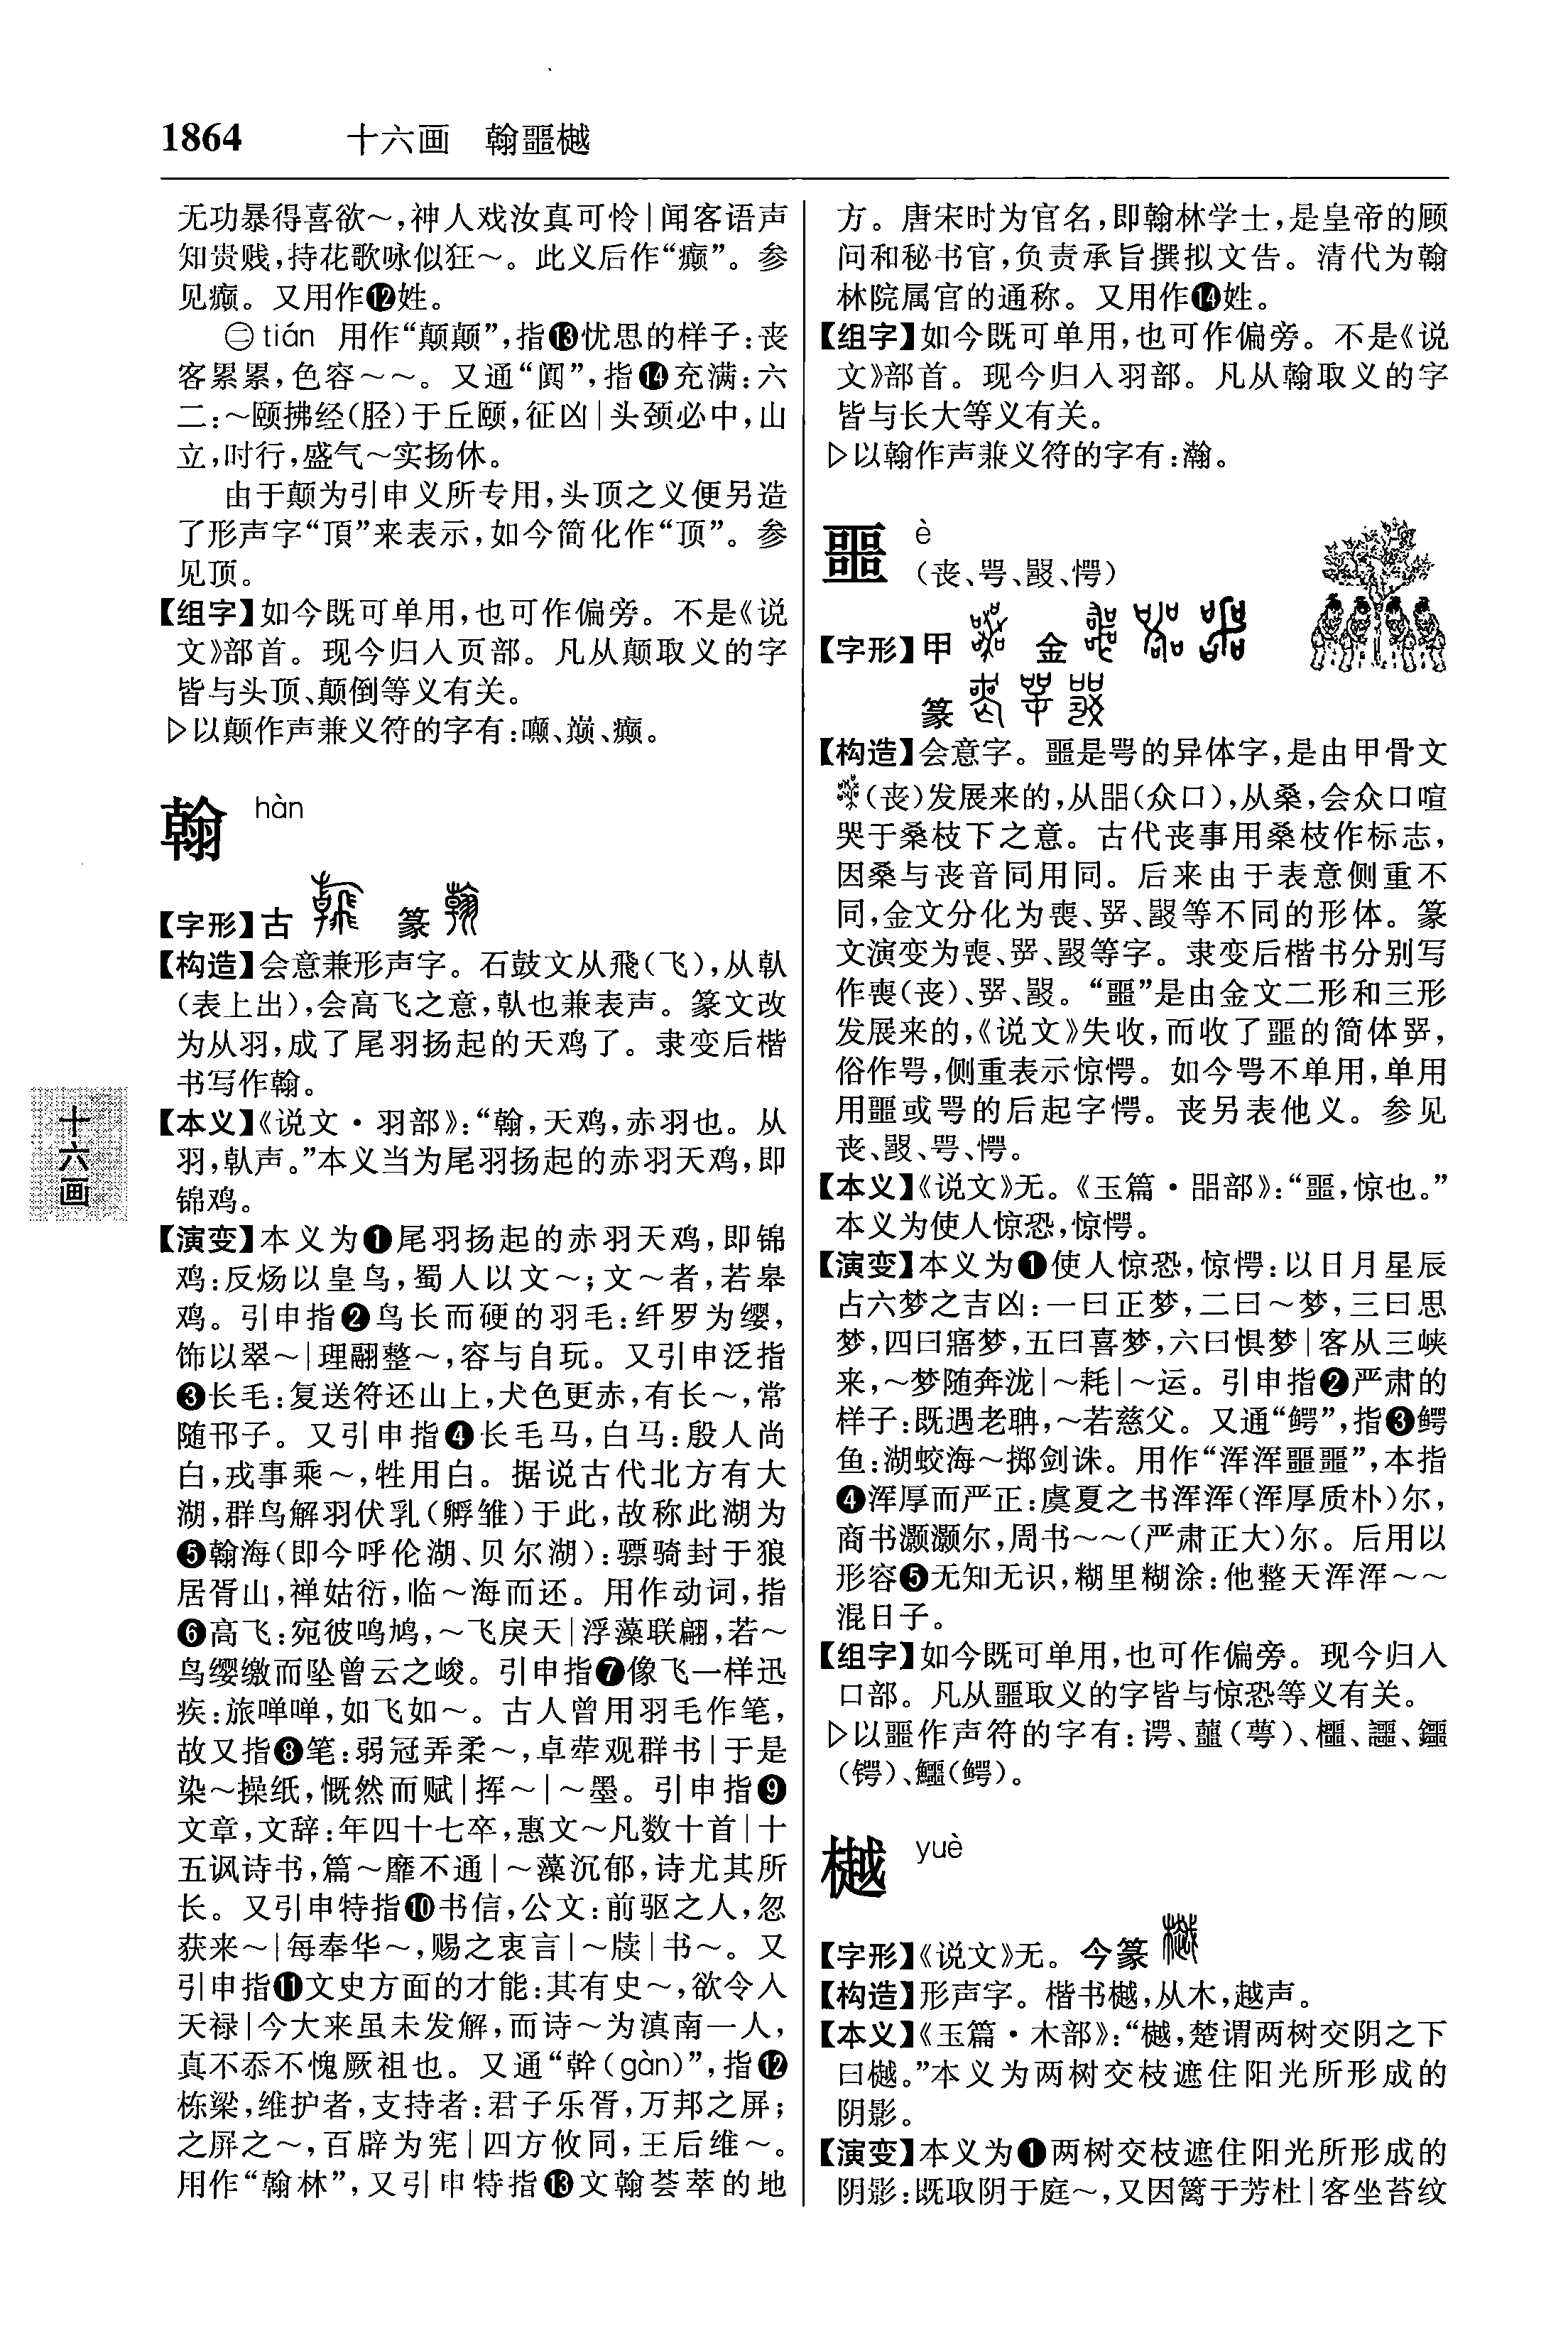 1864 十六画 翰噩樾
无功暴得喜欲～，神人戏汝真可怜|闻客语声
知贵贱，持花歌咏似狂～。此义后作“癫”。参
见癫。又用作⓬姓。
㊁tián 用作“颠颠”，指⓭忧思的样子：丧
客累累，色容～～。又通“阗”，指⓮充满：六
二：～颐拂经（胫）于丘颐，征凶|头颈必中，山
立，时行，盛气～实扬休。
由于颠为引申义所专用，头顶之义便另造
了形声字“頂”来表示，如今简化作“顶”。参
见顶。
【组字】如今既可单用，也可作偏旁。不是《说
文》部首。现今归入页部。凡从颠取义的字
皆与头顶、颠倒等义有关。
▷以颠作声兼义符的字有：㒹、巅、癫。
翰 hàn
【字形】古 篆
【构造】会意兼形声字。石鼓文从飛（飞），从倝
（表上出），会高飞之意，倝也兼表声。篆文改
为从羽，成了尾羽扬起的天鸡了。隶变后楷
书写作翰。
【本义】《说文·羽部》：“翰，天鸡，赤羽也。从
羽，倝声。”本义当为尾羽扬起的赤羽天鸡，即
锦鸡。
【演变】本义为❶尾羽扬起的赤羽天鸡，即锦
鸡：反炀以皇鸟，蜀人以文～；文～者，若皋
鸡。引申指❷鸟长而硬的羽毛：纤罗为缨，
饰以翠～|理翮整～，容与自玩。又引申泛指
❸长毛：复送符还山上，犬色更赤，有长～，常
随邗子。又引申指❹长毛马，白马：殷人尚
白，戎事乘～，牲用白。据说古代北方有大
湖，群鸟解羽伏乳（孵雏）于此，故称此湖为
❺翰海（即今呼伦湖、贝尔湖）：骠骑封于狼
居胥山，禅姑衍，临～海而还。用作动词，指
❻高飞：宛彼鸣鸠，～飞戾天|浮藻联翩，若～
鸟缨缴而坠曾云之峻。引申指❼像飞一样迅
疾：旅啴啴，如飞如～。古人曾用羽毛作笔，
故又指❽笔：弱冠弄柔～，卓荦观群书|于是
染～操纸，慨然而赋|挥～|～墨。引申指❾
文章，文辞：年四十七卒，惠文～凡数十首|十
五讽诗书，篇～靡不通|～藻沉郁，诗尤其所
长。又引申特指❿书信，公文：前驱之人，忽
获来～|每奉华～，赐之衷言|～牍|书～。又
引申指⓫文史方面的才能：其有史～，欲令入
天禄|今大来虽未发解，而诗～为滇南一人，
真不忝不愧厥祖也。又通“幹（gàn）”，指⓬
栋梁，维护者，支持者：君子乐胥，万邦之屏；
之屏之～，百辟为宪|四方攸同，王后维～。
用作“翰林”，又引申特指⓭文翰荟萃的地
方。唐宋时为官名，即翰林学士，是皇帝的顾
问和秘书官，负责承旨撰拟文告。清代为翰
林院属官的通称。又用作⓮姓。
【组字】如今既可单用，也可作偏旁。不是《说
文》部首。现今归入羽部。凡从翰取义的字
皆与长大等义有关。
▷以翰作声兼义符的字有：瀚。
噩 è
（丧、咢、㗊、愕）
【字形】甲 金
篆
【构造】会意字。噩是咢的异体字，是由甲骨文
（丧）发展来的，从㗊（众口），从桑，会众口喧
哭于桑枝下之意。古代丧事用桑枝作标志，
因桑与丧音同用同。后来由于表意侧重不
同，金文分化为喪、㖾、𠽻等不同的形体。篆
文演变为喪、㖾、𠽻等字。隶变后楷书分别写
作喪（丧）、㖾、𠽻。“噩”是由金文二形和三形
发展来的，《说文》失收，而收了噩的简体㖾，
俗作咢，侧重表示惊愕。如今咢不单用，单用
用噩或咢的后起字愕。丧另表他义。参见
丧、𠽻、咢、愕。
【本义】《说文》无。《玉篇·㗊部》：“噩，惊也。”
本义为使人惊恐，惊愕。
【演变】本义为❶使人惊恐，惊愕：以日月星辰
占六梦之吉凶：一曰正梦，二曰～梦，三曰思
梦，四曰寤梦，五曰喜梦，六曰惧梦|客从三峡
来，～梦随奔泷|～耗|～运。引申指❷严肃的
样子：既遇老聃，～若慈父。又通“鳄”，指❸鳄
鱼：湖蛟海～掷剑诛。用作“浑浑噩噩”，本指
❹浑厚而严正：虞夏之书浑浑（浑厚质朴）尔，
商书灏灏尔，周书～～（严肃正大）尔。后用以
形容❺无知无识，糊里糊涂：他整天浑浑～～
混日子。
【组字】如今既可单用，也可作偏旁。现今归入
口部。凡从噩取义的字皆与惊恐等义有关。
▷以噩作声符的字有：谔、蘁（萼）、櫮、讍、鑩
（锷）、鱷（鳄）。
樾 yuè
【字形】《说文》无。今篆
【构造】形声字。楷书樾，从木，越声。
【本义】《玉篇·木部》：“樾，楚谓两树交阴之下
曰樾。”本义为两树交枝遮住阳光所形成的
阴影。
【演变】本义为❶两树交枝遮住阳光所形成的
阴影：既取阴于庭～，又因篱于芳杜|客坐苔纹
十六画